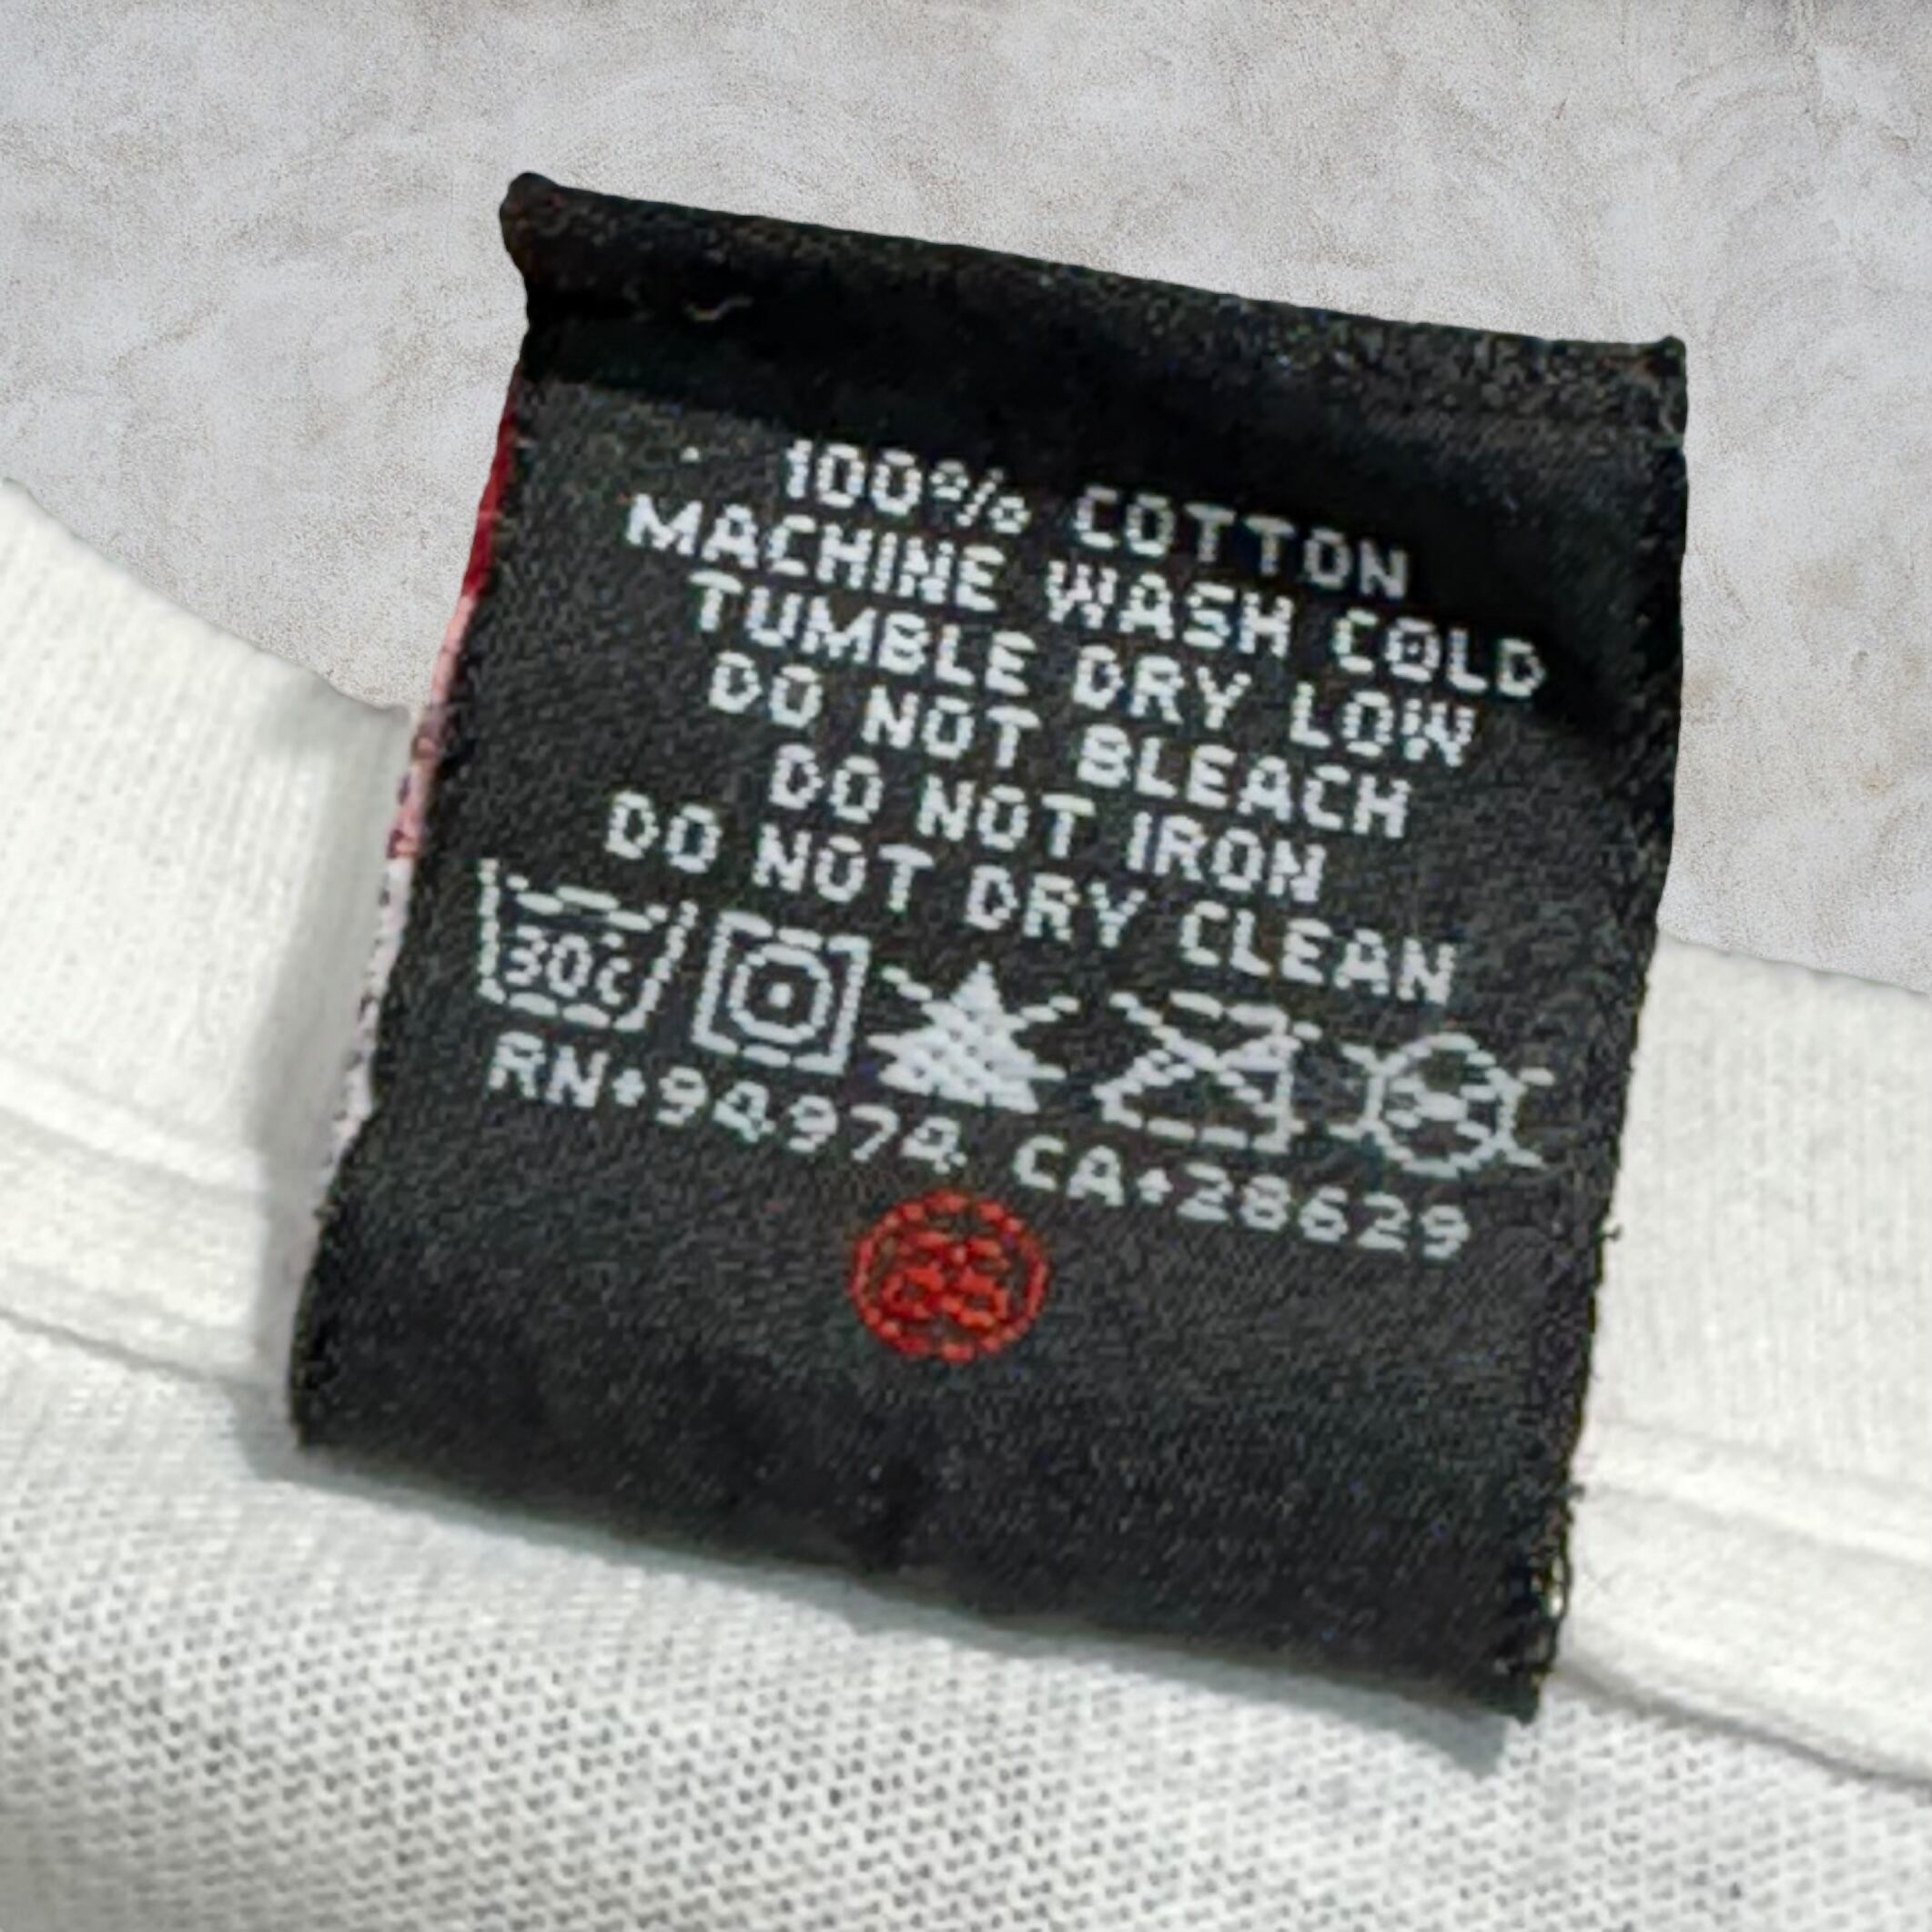 100% COTTON
MACHINE WASH COLD
TUMBLE DRY LOW
DO NOT BLEACH
DO NOT IRON
DO NOT DRY CLEAN
30°C
RN♦94974 CA♦28629